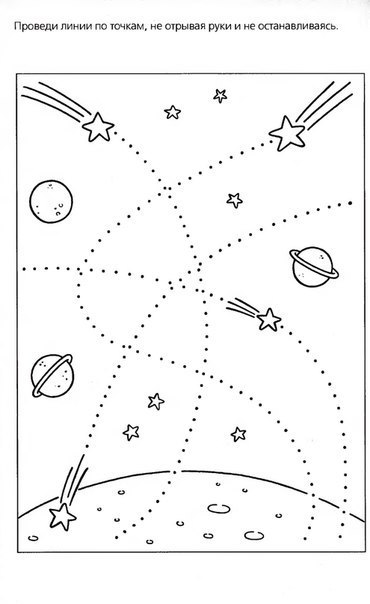 Проведи линии по точкам, не отрывая руки и не останавливаясь.